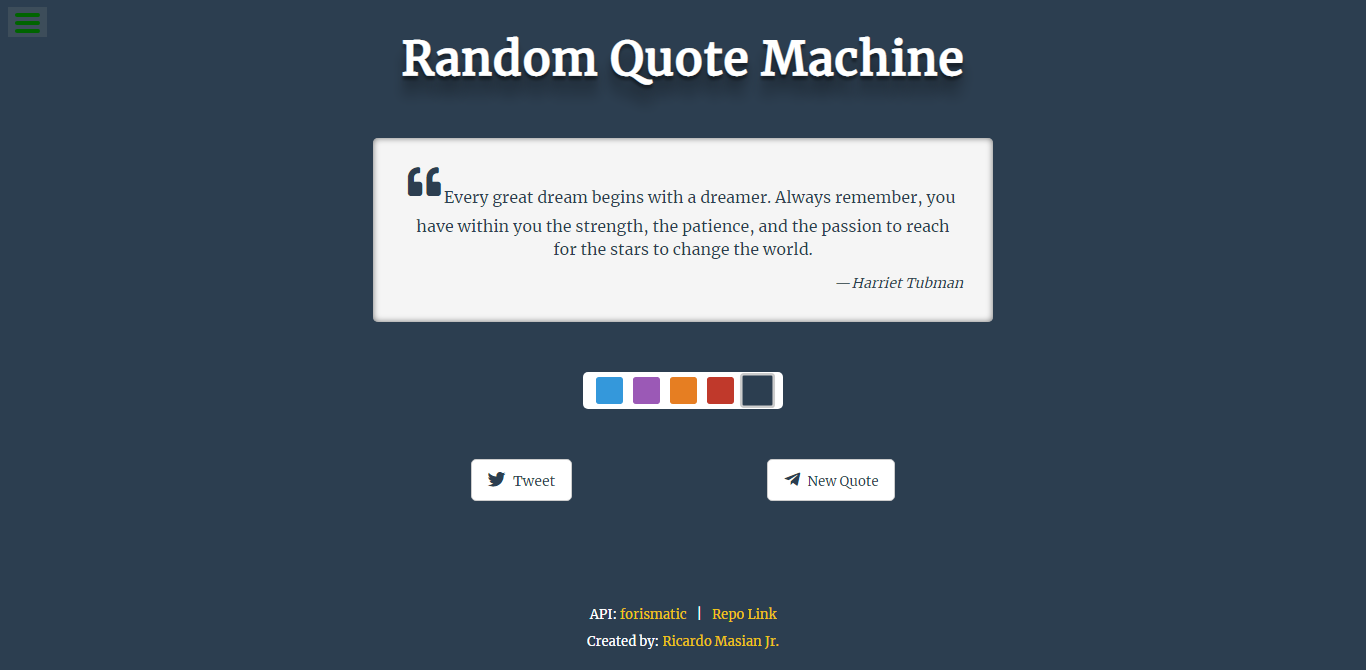 Random Quote Machine
Every great dream begins with a dreamer. Always remember, you
have within you the strength, the patience, and the passion to reach
for the stars to change the world.
—Harriet Tubman
Tweet
New Quote
API: forismatic | Repo Link
Created by: Ricardo Masian Jr.